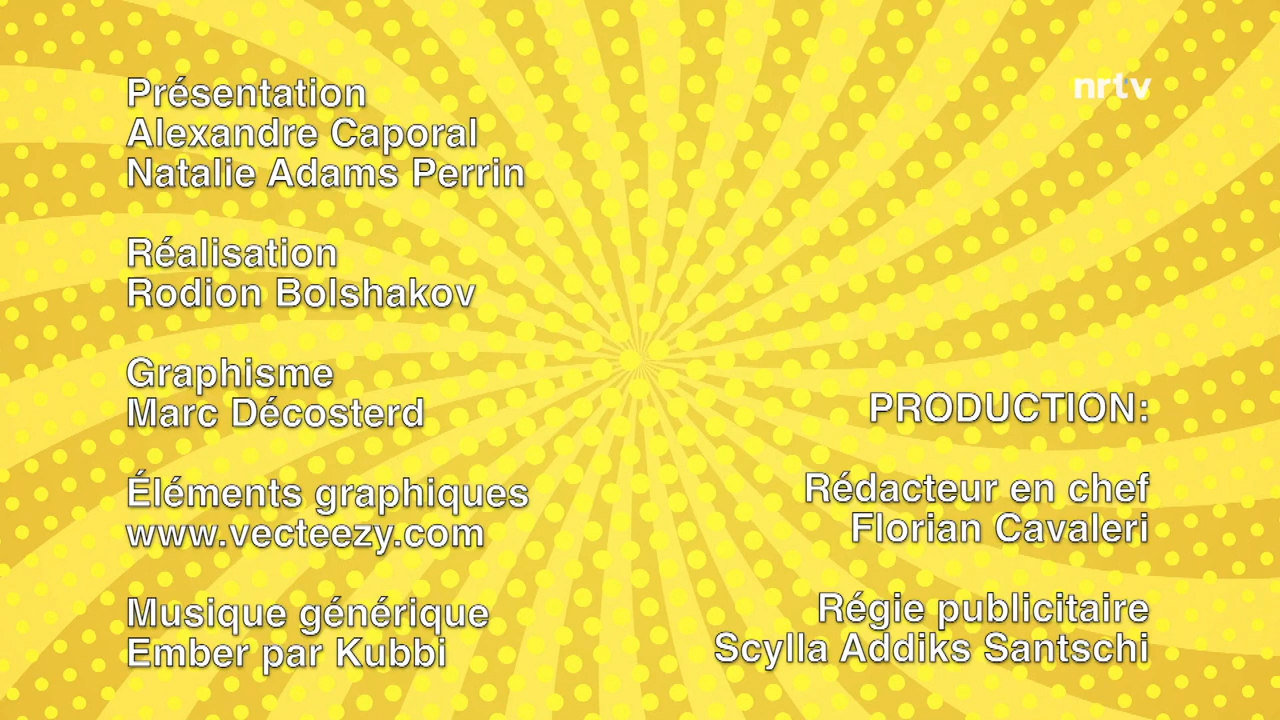 nrtv
Présentation
Alexandre Caporal
Natalie Adams Perrin
Réalisation
Rodion Bolshakov
Graphisme
Marc Décosterd
Éléments graphiques
www.vecteezy.com
Musique générique
Ember par Kubbi
PRODUCTION:
Rédacteur en chef
Florian Cavaleri
Régie publicitaire
Scylla Addiks Santschi